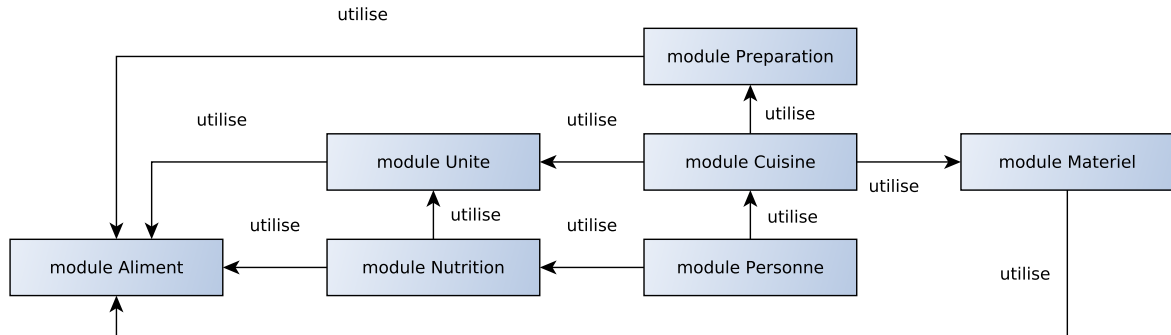 utilise
module Preparation
utilise
utilise
utilise
module Unite
module Cuisine
module Materiel
utilise
utilise
utilise
utilise
utilise
module Aliment
module Nutrition
module Personne
utilise